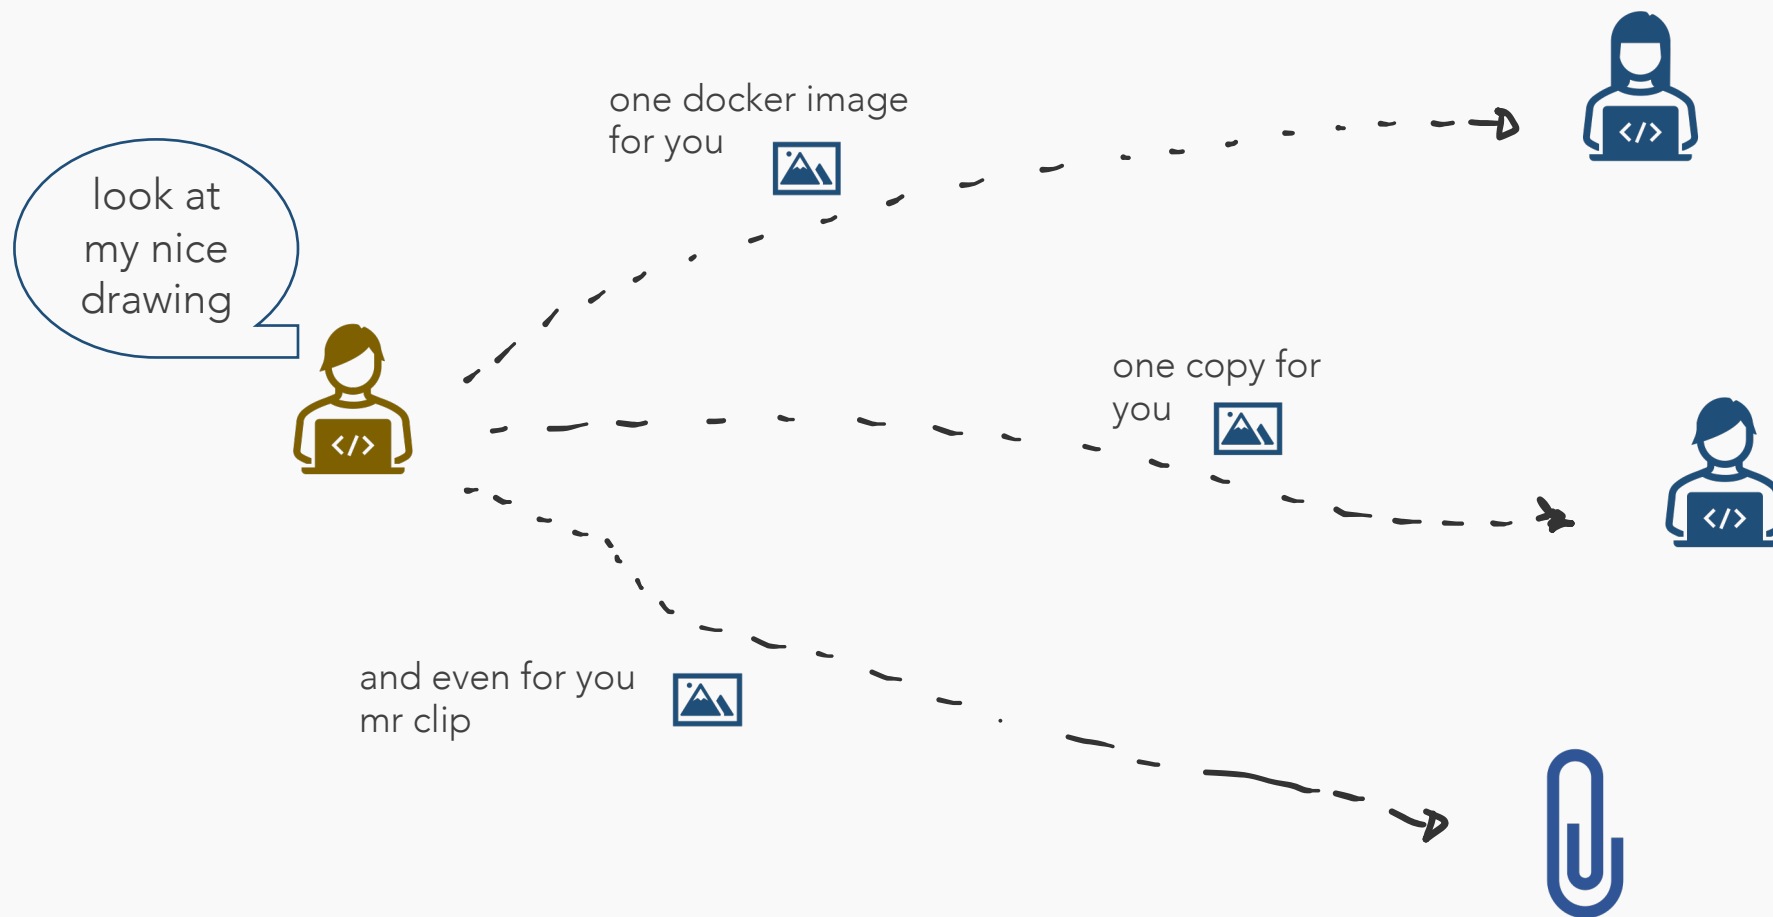 one docker image
for you
look at
my nice
drawing
</>
</>
one copy for
you
</>
</>
and even for you
mr clip